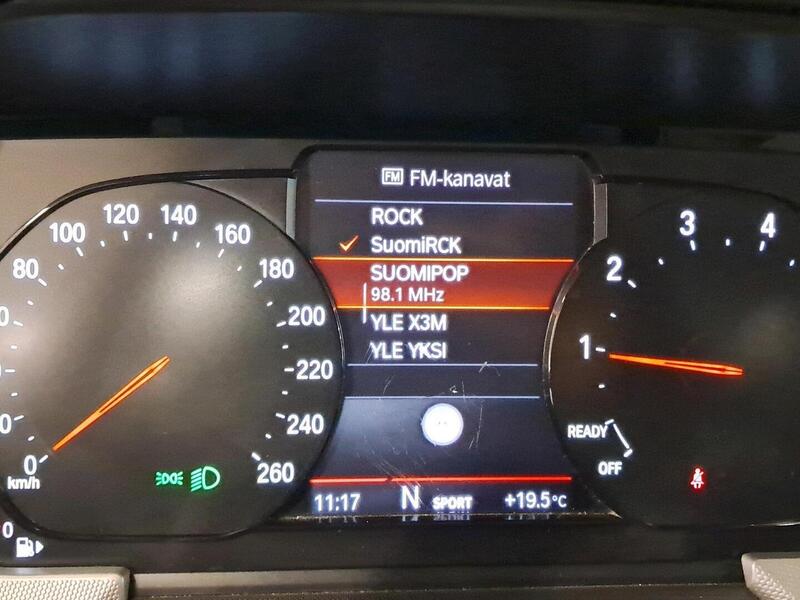 FM FM-kanavat
ROCK
SuomiRCK
SUOMIPOP
98.1 MHz
YLE X3M
YLE YKSI
11:17 N SPORT +19.5°C
0
80
100
120
140
160
180
200
220
240
260
km/h
0
1
2
3
4
READY
OFF